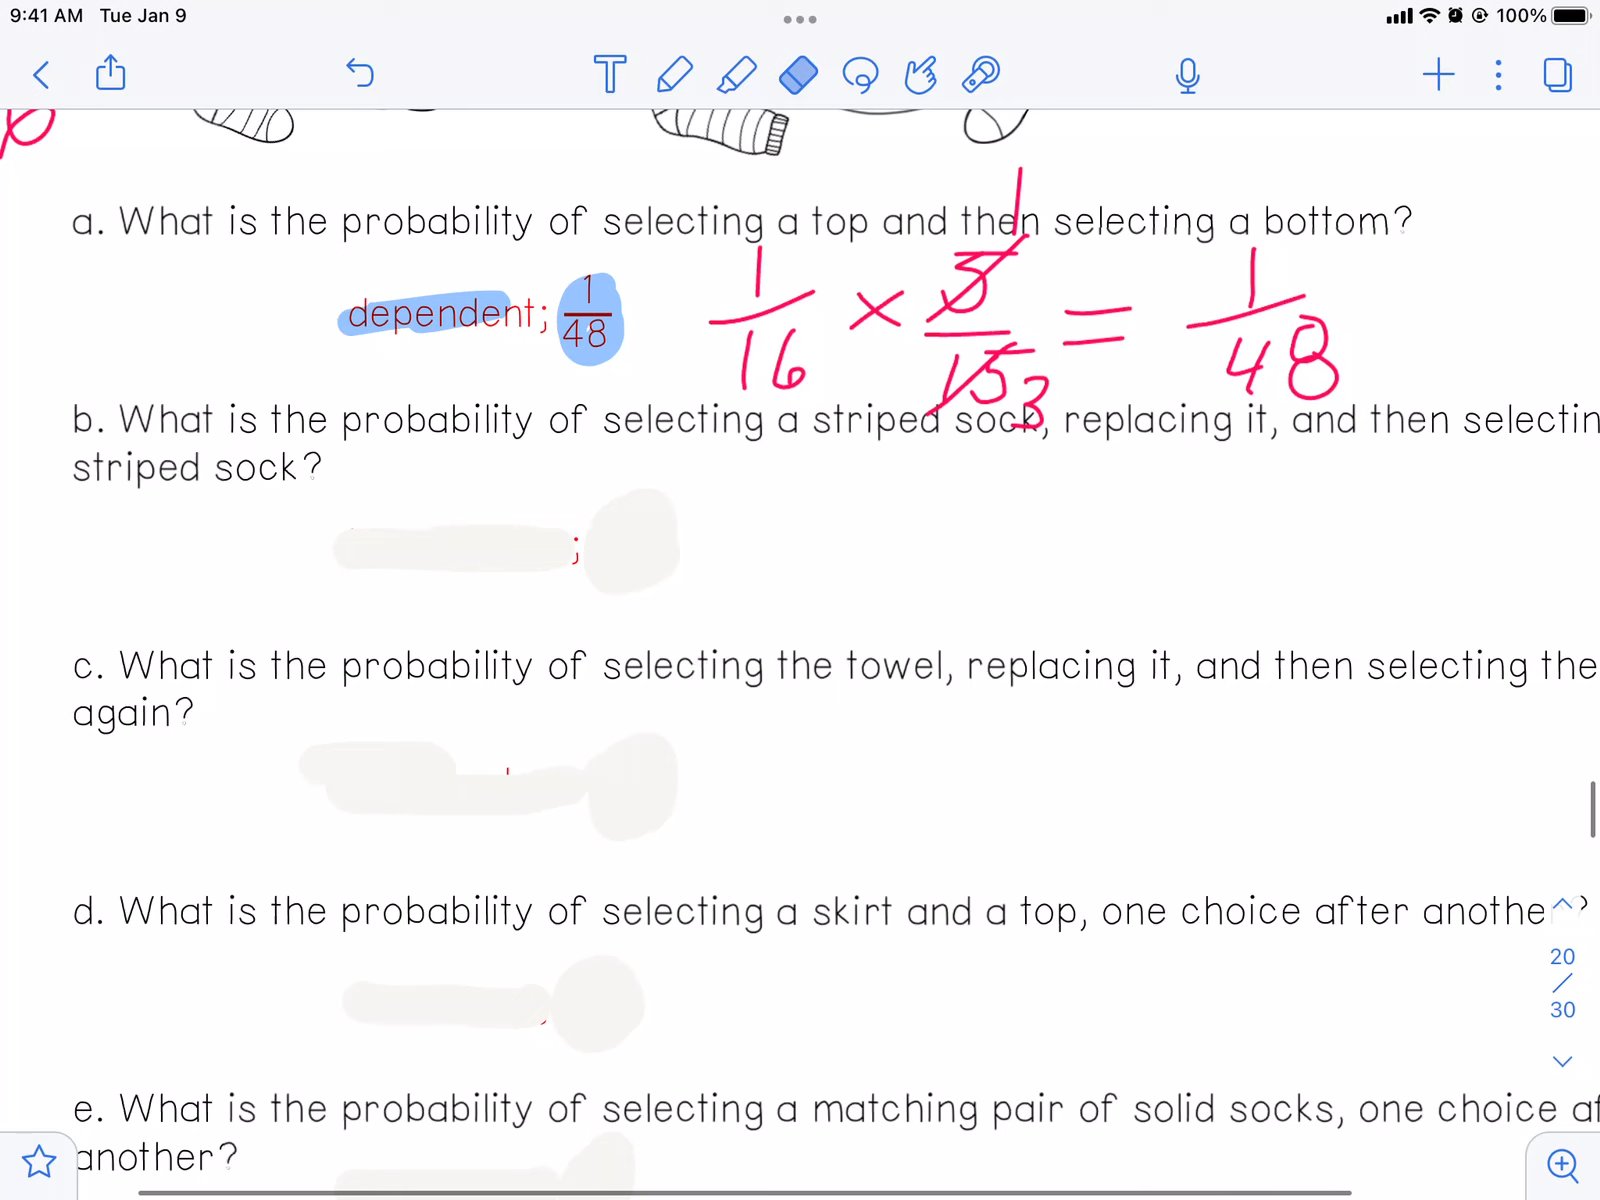 9:41 AM Tue Jan 9
100%
a. What is the probability of selecting a top and then selecting a bottom?
dependent; 1/48
1/16 × 5/15 = 1/48
1
3
b. What is the probability of selecting a striped sock, replacing it, and then selectin
striped sock?
;
c. What is the probability of selecting the towel, replacing it, and then selecting the
again?
d. What is the probability of selecting a skirt and a top, one choice after another?
20
/
30
e. What is the probability of selecting a matching pair of solid socks, one choice af
another?